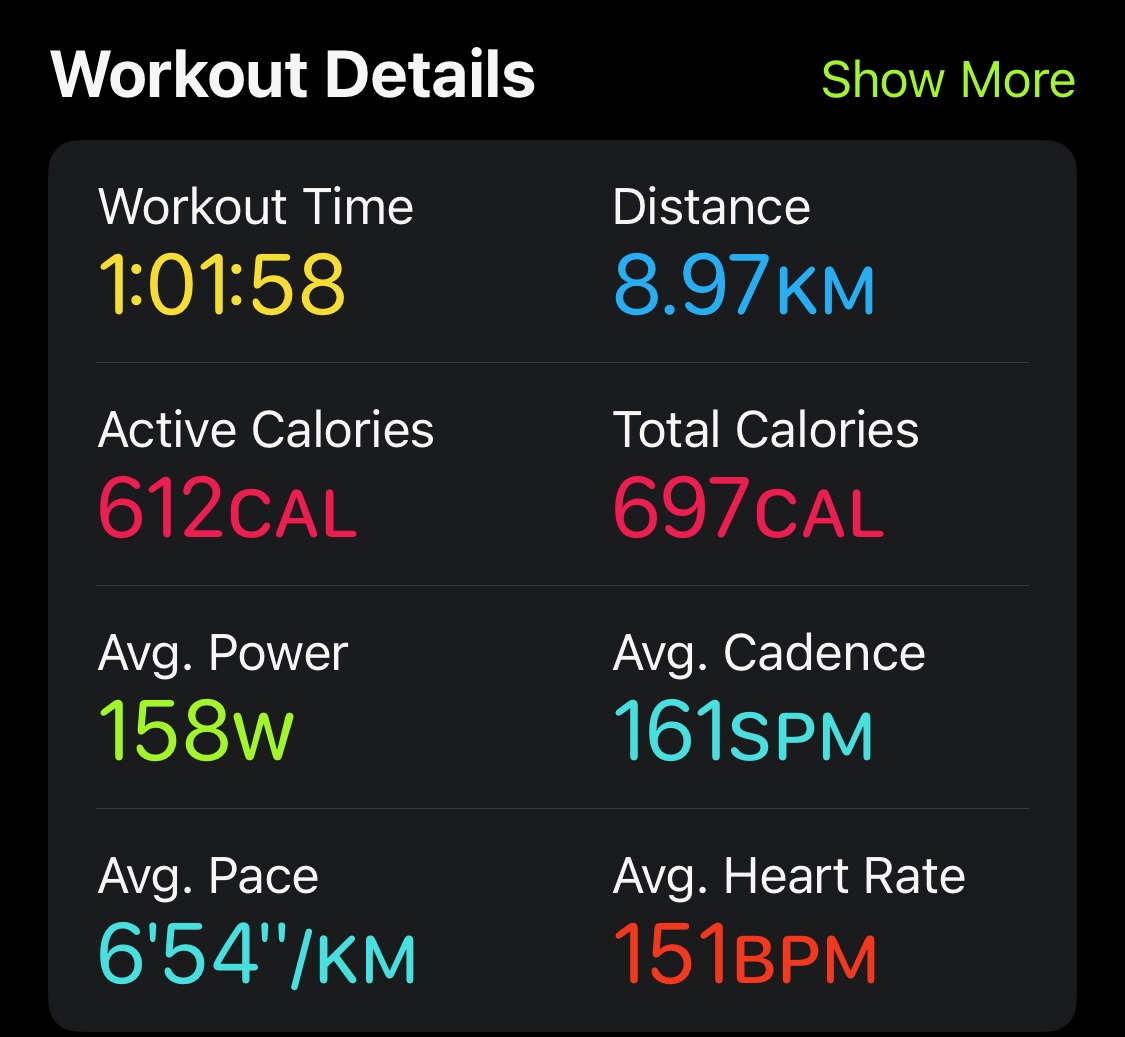 Workout Details
Show More
Workout Time
Distance
1:01:58
8.97KM
Active Calories
Total Calories
612CAL
697CAL
Avg. Power
Avg. Cadence
158W
161SPM
Avg. Pace
Avg. Heart Rate
6'54"/KM
151BPM